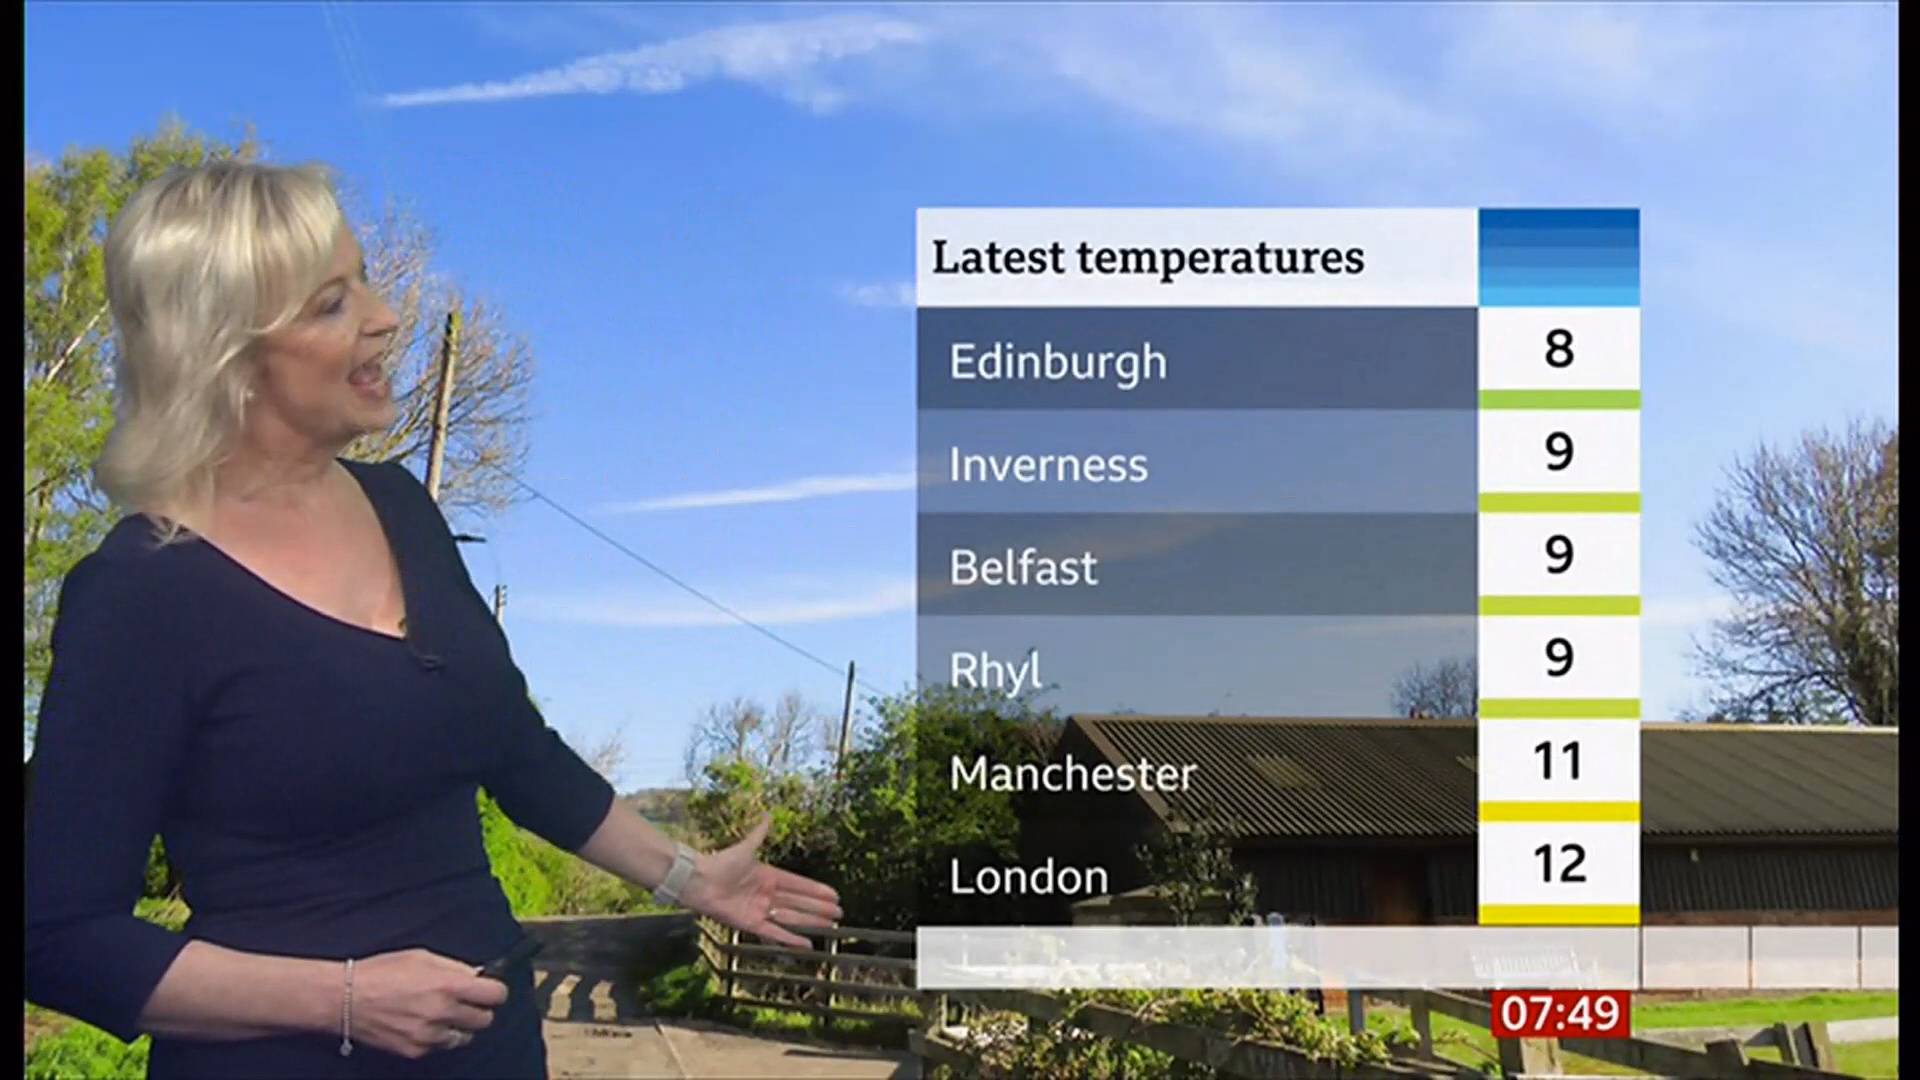 Latest temperatures
Edinburgh 8
Inverness 9
Belfast 9
Rhyl 9
Manchester 11
London 12
07:49